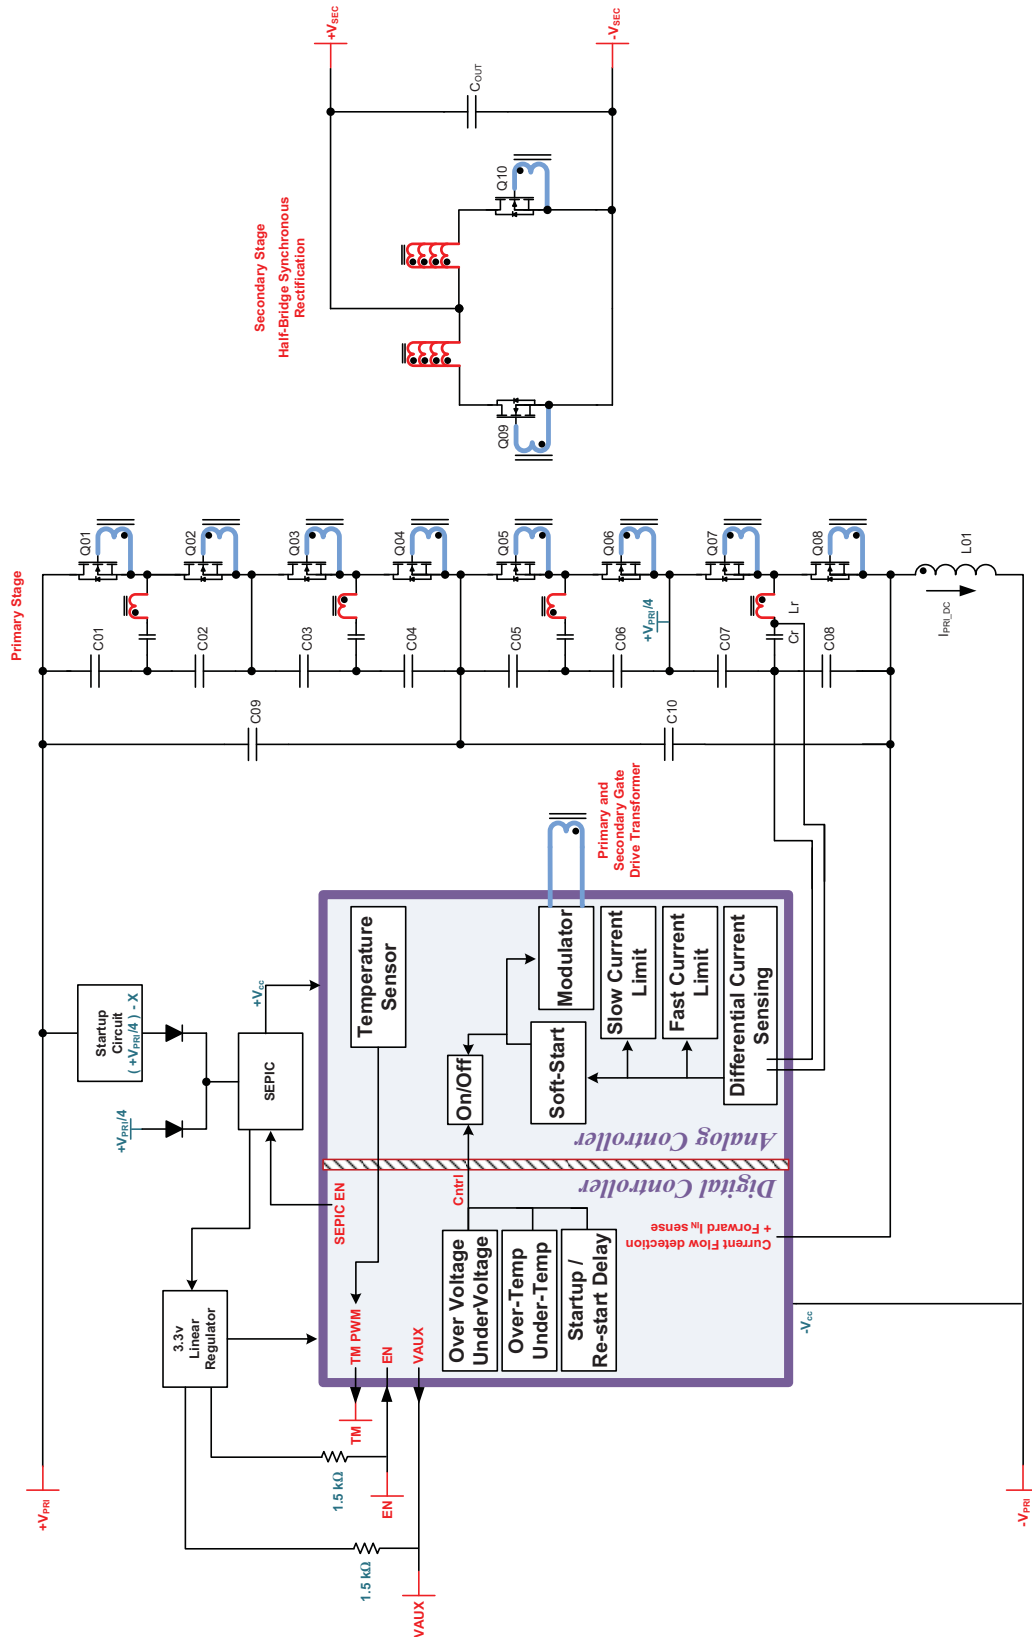 +VPRI
VAUX
1.5 kΩ
EN
1.5 kΩ
TM
3.3v
Linear
Regulator
TM PWM
EN
VAUX
SEPIC EN
Cntrl
Over Voltage
UnderVoltage
Over-Temp
Under-Temp
Startup /
Re-start Delay
Current Flow detection
+ Forward IIN sense
Digital Controller
Analog Controller
-Vcc
-VPRI
+VPRI/4
Startup
Circuit
( +VPRI/4 ) - X
SEPIC
+Vcc
Temperature
Sensor
On/Off
Soft-Start
Modulator
Slow Current
Limit
Fast Current
Limit
Differential Current
Sensing
Primary and
Secondary Gate
Drive Transformer
Primary Stage
C09
C10
C01
C02
C03
C04
C05
C06
C07
C08
+VPRI/4
Cr
Lr
Q01
Q02
Q03
Q04
Q05
Q06
Q07
Q08
IPRI_DC
L01
Secondary Stage
Half-Bridge Synchronous
Rectification
Q09
Q10
COUT
+VSEC
-VSEC